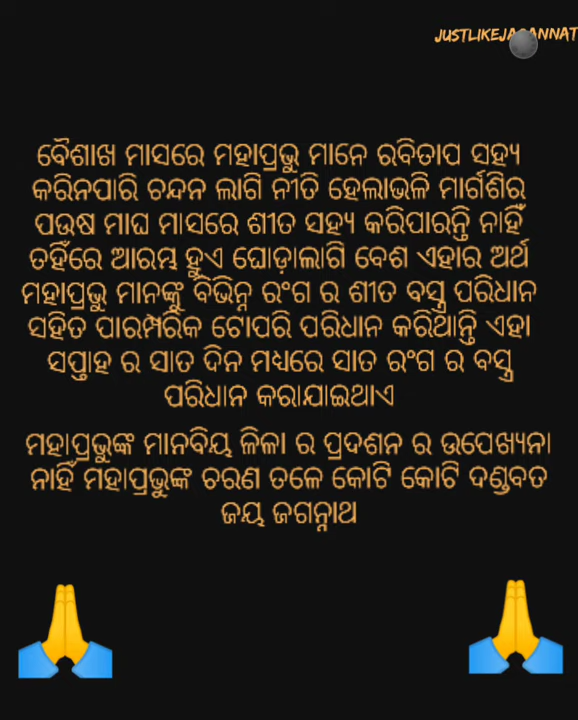 JUSTLIKEJAGANNAT
ବୈଶାଖ ମାସରେ ମହାପ୍ରଭୁ ମାନେ ରବିତାପ ସହ୍ୟ
କରିନପାରି ଚନ୍ଦନ ଲାଗି ନୀତି ହେଲାଭଳି ମାର୍ଗଶିର
ପଉଷ ମାଘ ମାସରେ ଶୀତ ସହ୍ୟ କରିପାରନ୍ତି ନାହିଁ
ତହିଁରେ ଆରମ୍ଭ ହୁଏ ଘୋଡ଼ାଲାଗି ବେଶ ଏହାର ଅର୍ଥ
ମହାପ୍ରଭୁ ମାନଙ୍କୁ ବିଭିନ୍ନ ରଂଗ ର ଶୀତ ବସ୍ତ୍ର ପରିଧାନ
ସହିତ ପାରମ୍ପରିକ ଟୋପରି ପରିଧାନ କରିଥାନ୍ତି ଏହା
ସପ୍ତାହ ର ସାତ ଦିନ ମଧ୍ୟରେ ସାତ ରଂଗ ର ବସ୍ତ୍ର
ପରିଧାନ କରାଯାଇଥାଏ
ମହାପ୍ରଭୁଙ୍କ ମାନବିୟ ଳିଳା ର ପ୍ରଦଶନ ର ଉପେଖ୍ୟନା
ନାହିଁ ମହାପ୍ରଭୁଙ୍କ ଚରଣ ତଳେ କୋଟି କୋଟି ଦଣ୍ଡବତ
ଜୟ ଜଗନ୍ନାଥ